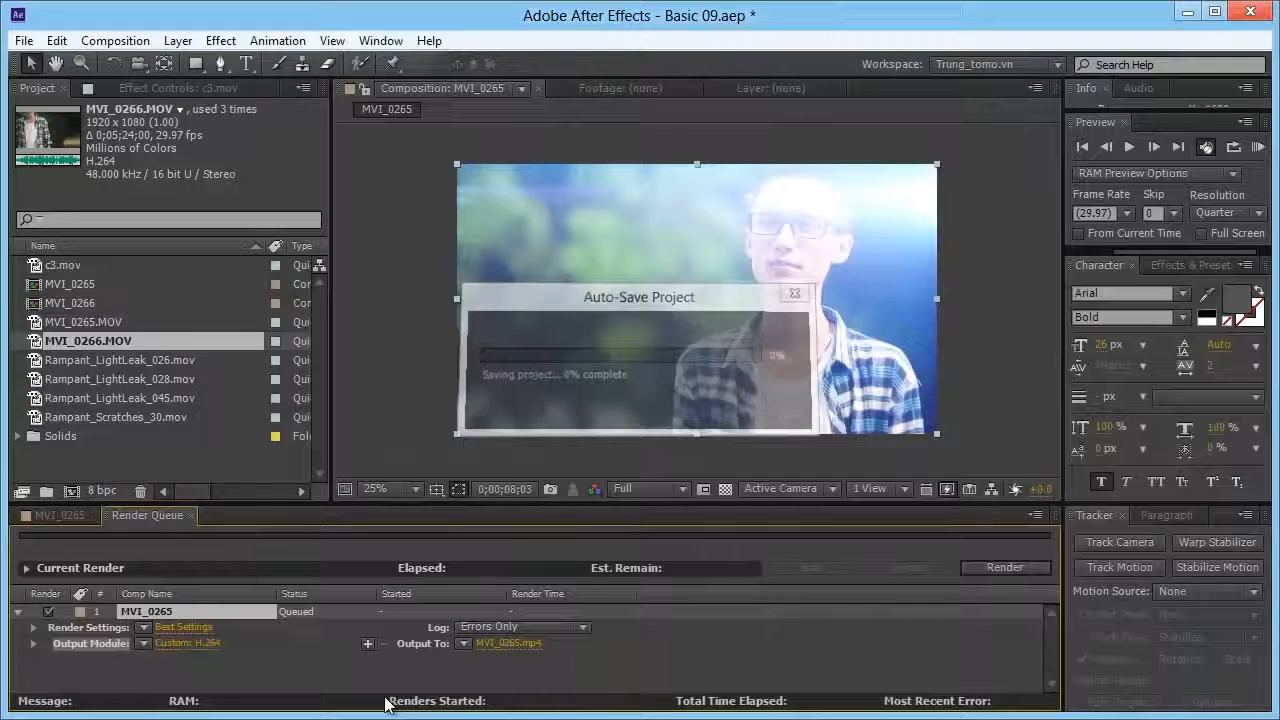 Ae
Adobe After Effects - Basic 09.aep *
File Edit Composition Layer Effect Animation View Window Help
Workspace: Trung_tomo.vn Search Help
Project Effect Controls: c3.mov Composition: MVI_0265 Footage: (none) Layer: (none) Info Audio
MVI_0266.MOV , used 3 times
1920 x 1080 (1.00)
Δ 0;05;24;00, 29.97 fps
Millions of Colors
H.264
48.000 kHz / 16 bit U / Stereo
MVI_0265
Preview
RAM Preview Options
Frame Rate Skip Resolution
(29.97) 0 Quarter
From Current Time Full Screen
Name Type
c3.mov Qui
MVI_0265 Cor
MVI_0266 Cor
MVI_0265.MOV Qui
MVI_0266.MOV Qui
Rampant_LightLeak_026.mov Qui
Rampant_LightLeak_028.mov Qui
Rampant_LightLeak_045.mov Qui
Rampant_Scratches_30.mov Qui
Solids Fol
8 bpc
Auto-Save Project
0%
Saving project... 0% complete
25% 0;00;08;03 Full Active Camera 1 View +0.0
Character Effects & Preset
Arial
Bold
26 px Auto
Metrics 2
- px
100 % 100 %
0 px 0 %
T T TT Tt T¹ T₁
MVI_0265 Render Queue
Current Render Elapsed: Est. Remain: Render
Render # Comp Name Status Started Render Time
1 MVI_0265 Queued - -
Render Settings: Best Settings Log: Errors Only
Output Module: Custom: H.264 Output To: MVI_0265.mp4
Message: RAM: Renders Started: Total Time Elapsed: Most Recent Error:
Tracker Paragraph
Track Camera Warp Stabilizer
Track Motion Stabilize Motion
Motion Source: None
Stabilize
Rotation Scale